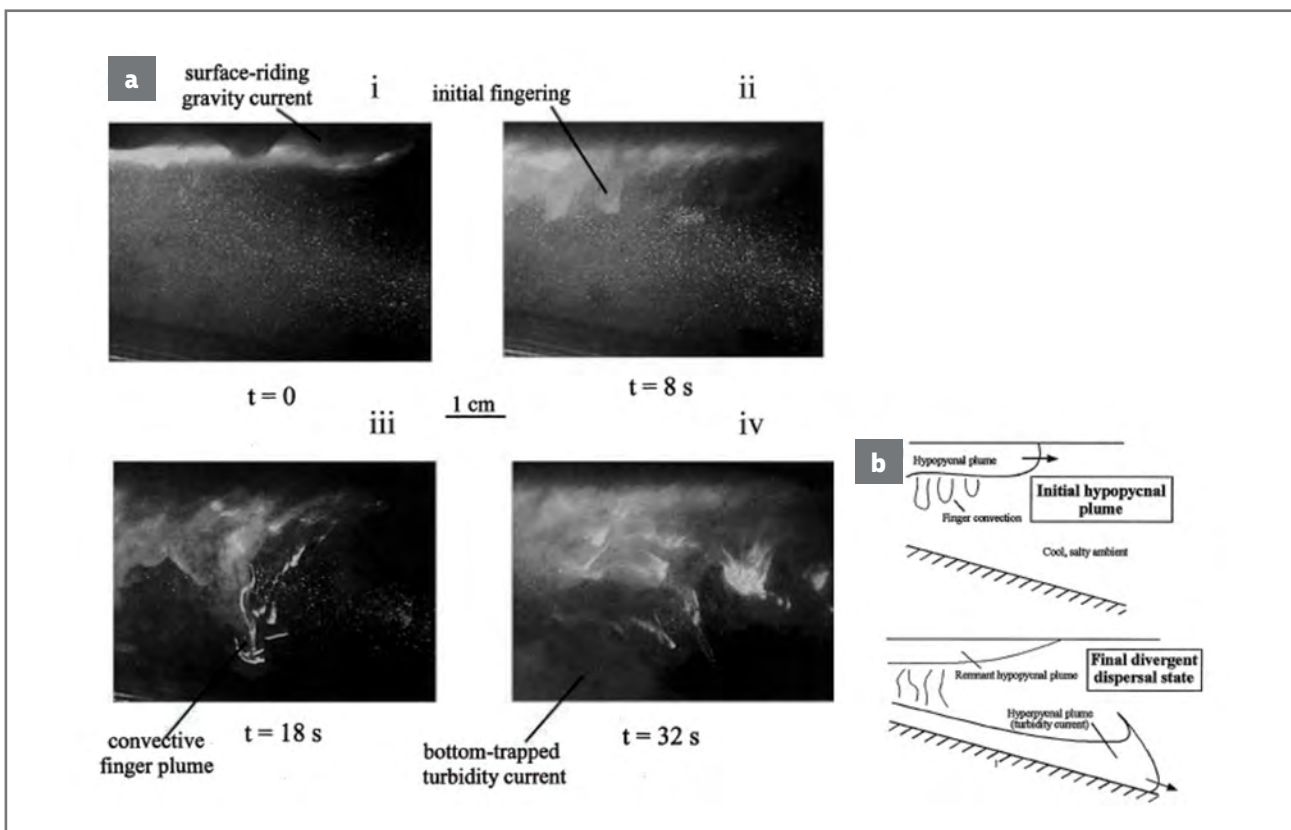 a
surface-riding
gravity current
i
initial fingering
ii
t = 0
t = 8 s
1 cm
iii
iv
convective
finger plume
t = 18 s
bottom-trapped
turbidity current
t = 32 s
b
Hypopycnal plume
Finger convection
Initial hypopycnal
plume
Cool, salty ambient
Remnant hypopycnal plume
Final divergent
dispersal state
Hyperpycnal plume
(turbidity current)